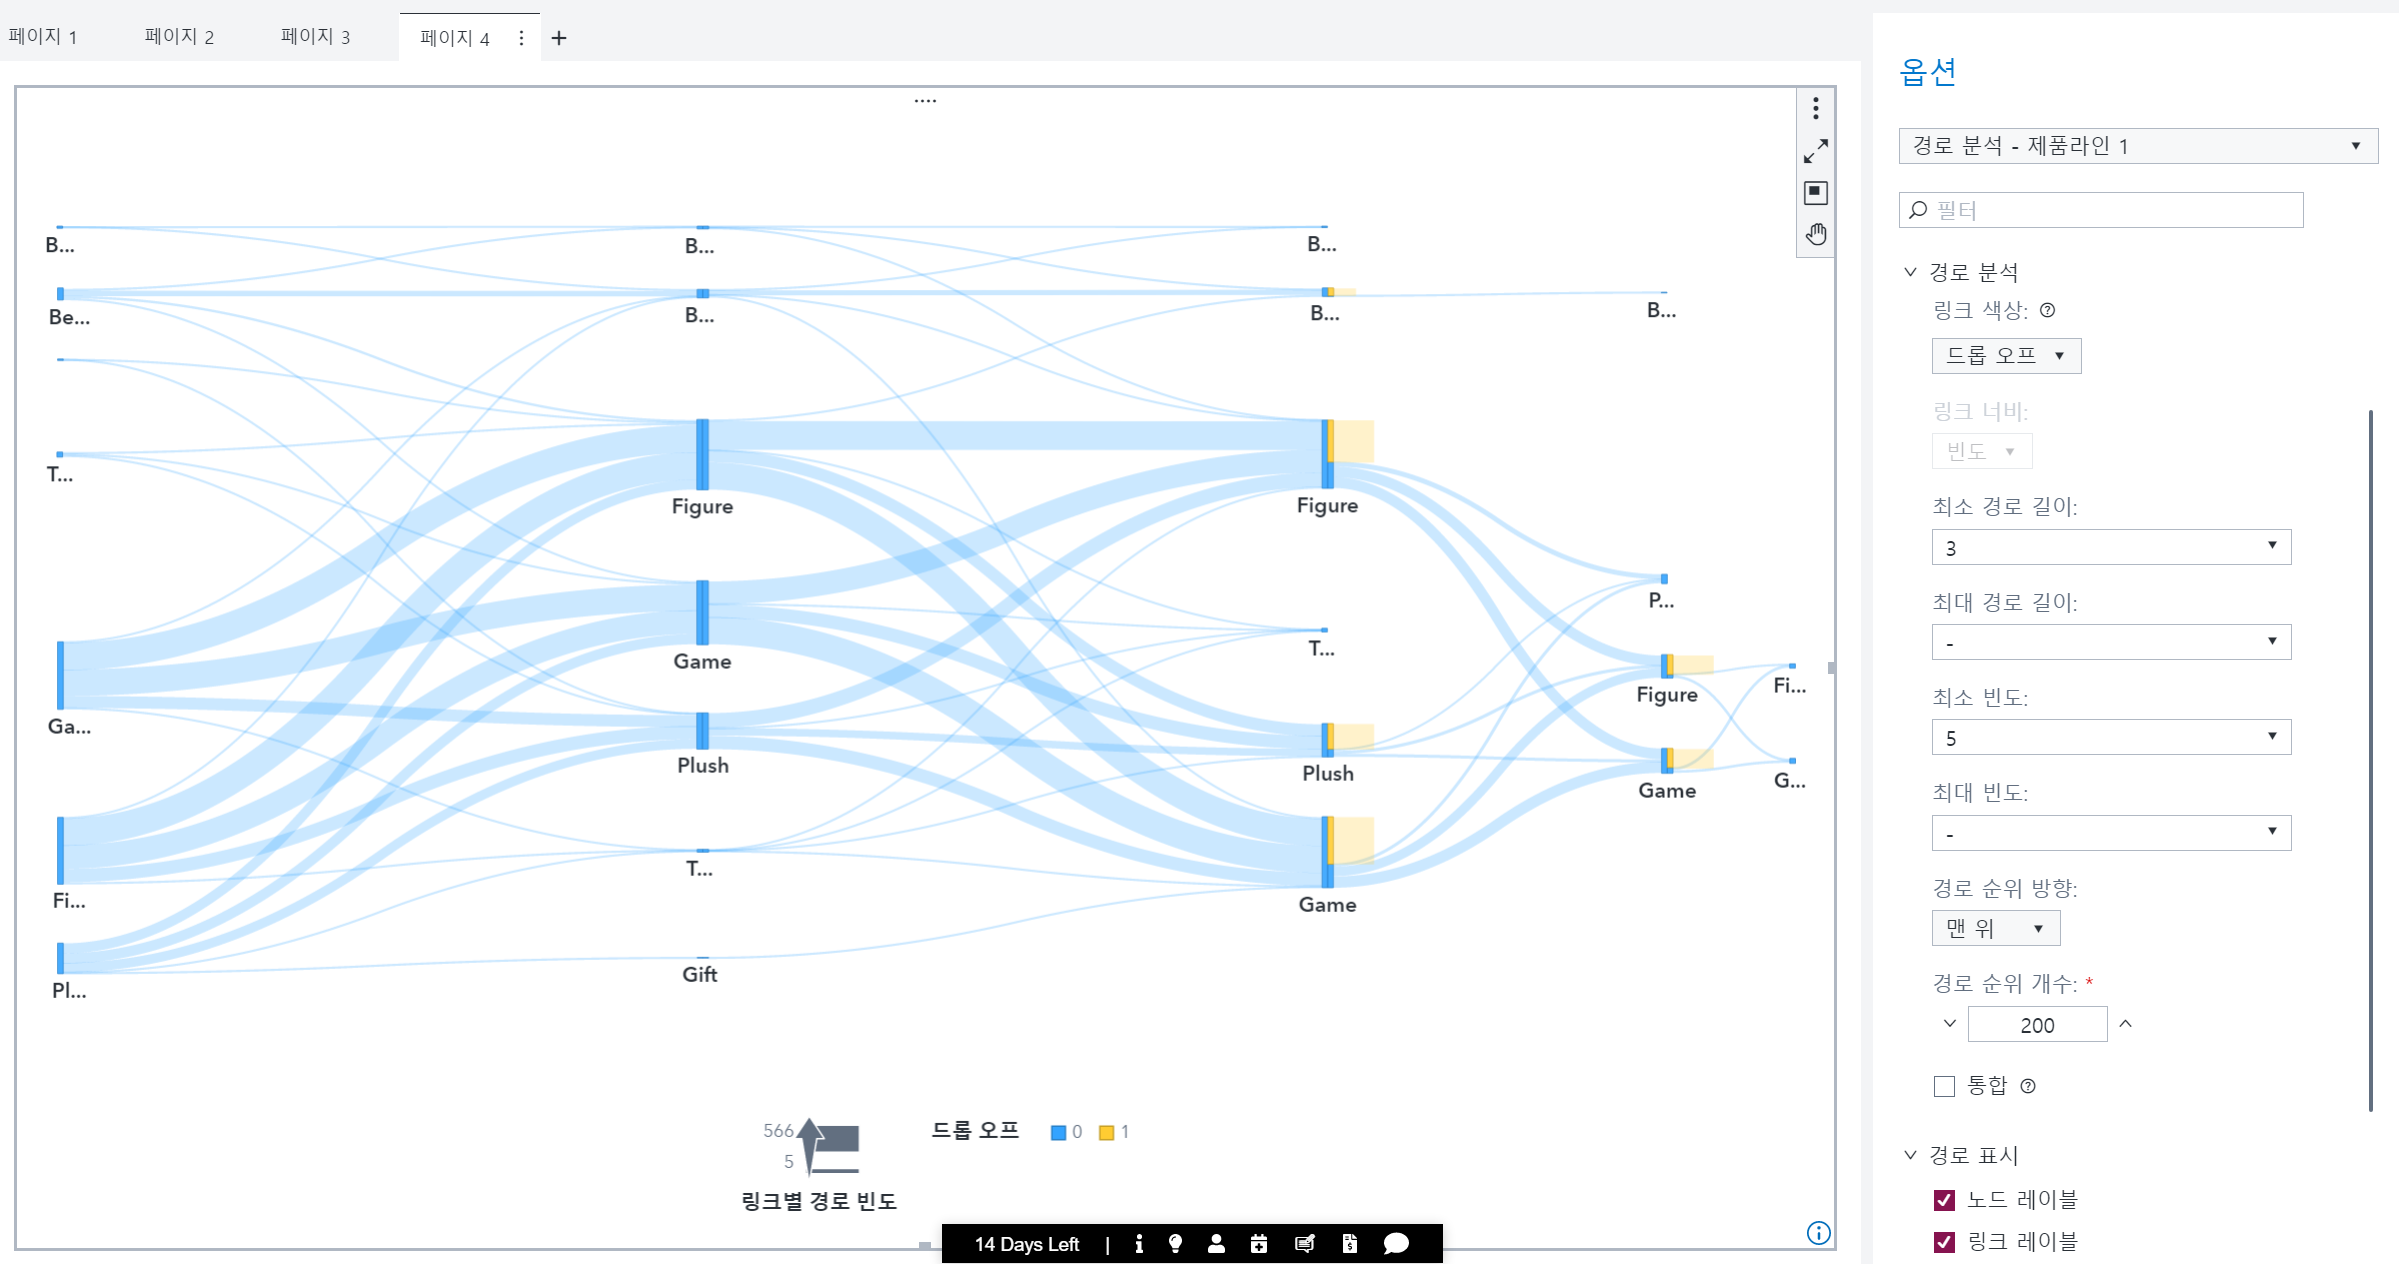 페이지 1
페이지 2
페이지 3
페이지 4
B...
Be...
T...
Ga...
Fi...
Pl...
B...
B...
Figure
Game
Plush
T...
Gift
B...
B...
Figure
T...
Plush
Game
B...
P...
Figure
Game
Fi...
G...
566
5
링크별 경로 빈도
드롭 오프 0 1
14 Days Left |
옵션
경로 분석 - 제품라인 1
필터
경로 분석
링크 색상:
드롭 오프
링크 너비:
빈도
최소 경로 길이:
3
최대 경로 길이:
-
최소 빈도:
5
최대 빈도:
-
경로 순위 방향:
맨 위
경로 순위 개수: *
200
통합
경로 표시
노드 레이블
링크 레이블